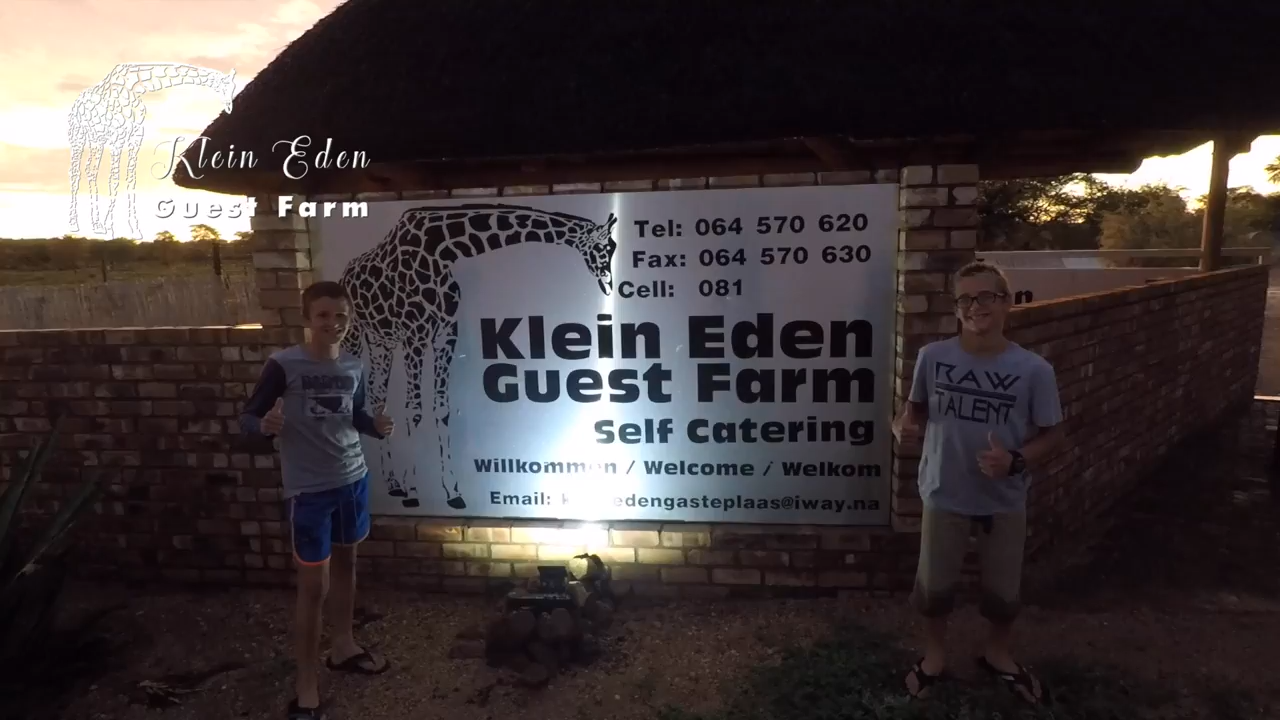 Klein Eden
Guest Farm
Tel: 064 570 620
Fax: 064 570 630
Cell: 081
Klein Eden
Guest Farm
Self Catering
Willkommen / Welcome / Welkom
Email: edengasteplaas@iway.na
RAW
TALENT